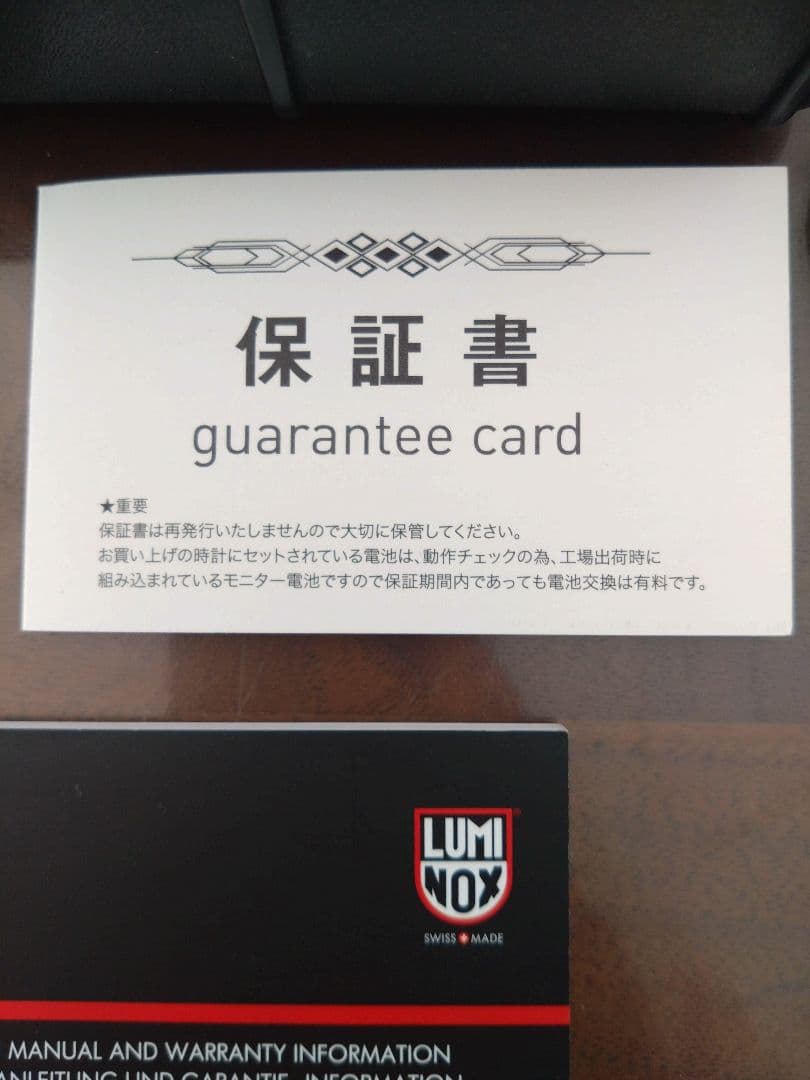 保証書
guarantee card
★重要
保証書は再発行いたしませんので大切に保管してください。
お買い上げの時計にセットされている電池は、動作チェックの為、工場出荷時に
組み込まれているモニター電池ですので保証期間内であっても電池交換は有料です。
LUMI
NOX
SWISS MADE
MANUAL AND WARRANTY INFORMATION
ANLEITUNG UND GARANTIE- INFORMATION